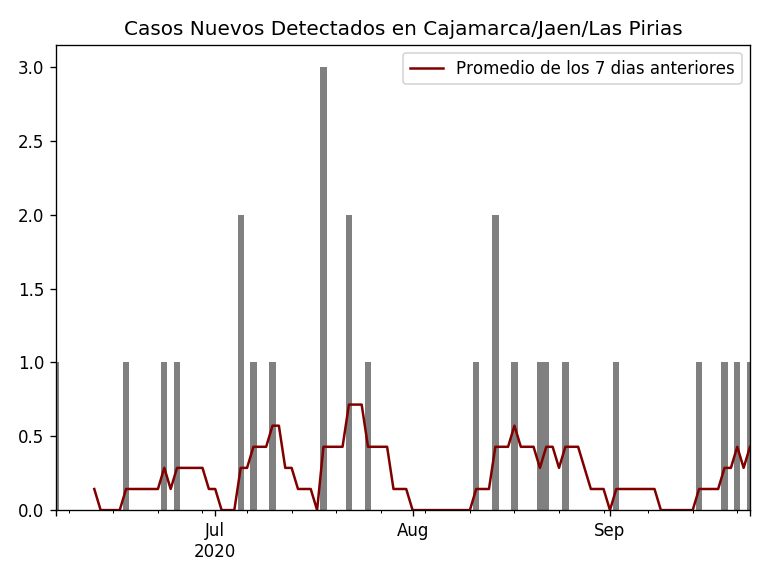 Casos Nuevos Detectados en Cajamarca/Jaen/Las Pirias
Promedio de los 7 dias anteriores
3.0
2.5
2.0
1.5
1.0
0.5
0.0
Jul Aug Sep
2020